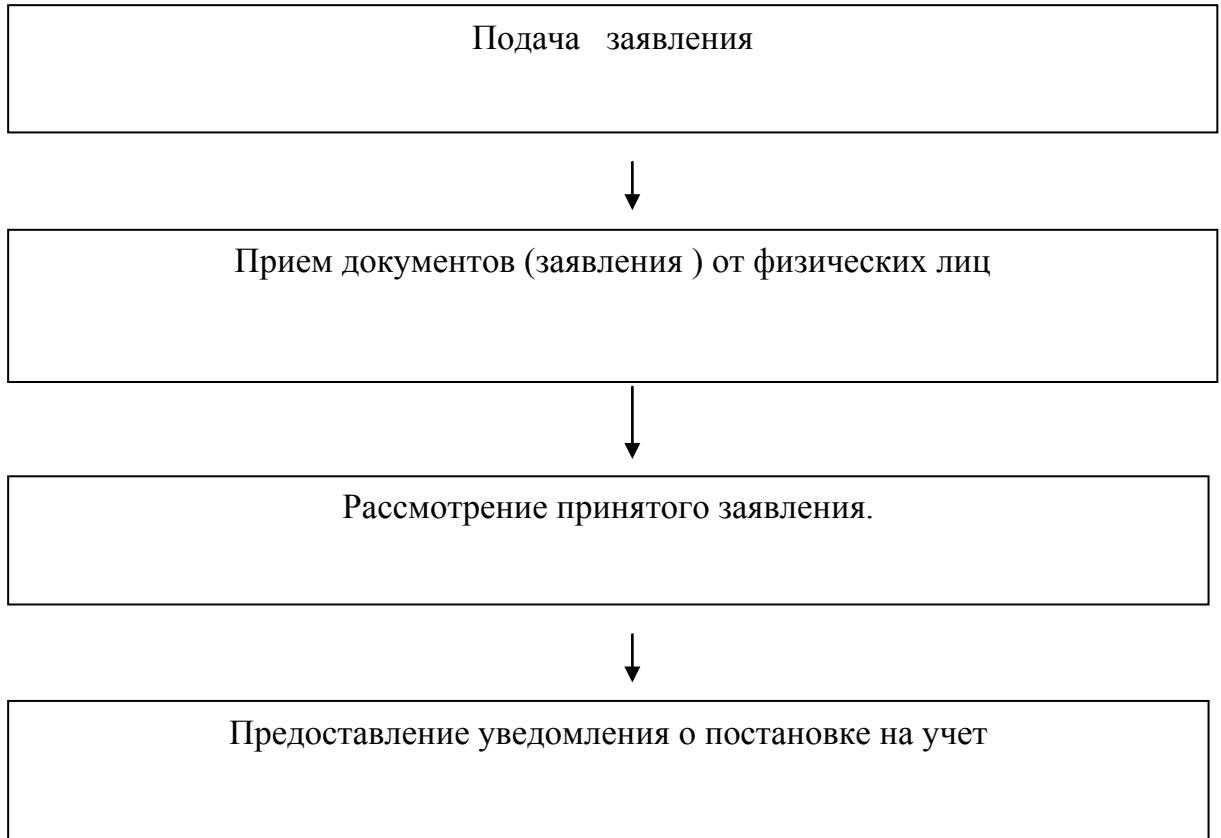 Подача заявления
Прием документов (заявления ) от физических лиц
Рассмотрение принятого заявления.
Предоставление уведомления о постановке на учет